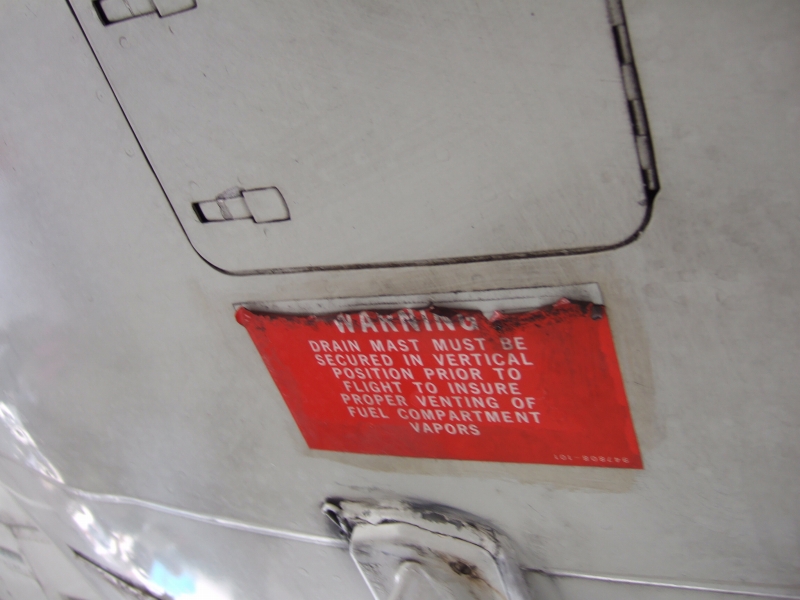 WARNING
DRAIN MAST MUST BE
SECURED IN VERTICAL
POSITION PRIOR TO
FLIGHT TO INSURE
PROPER VENTING OF
FUEL COMPARTMENT
VAPORS